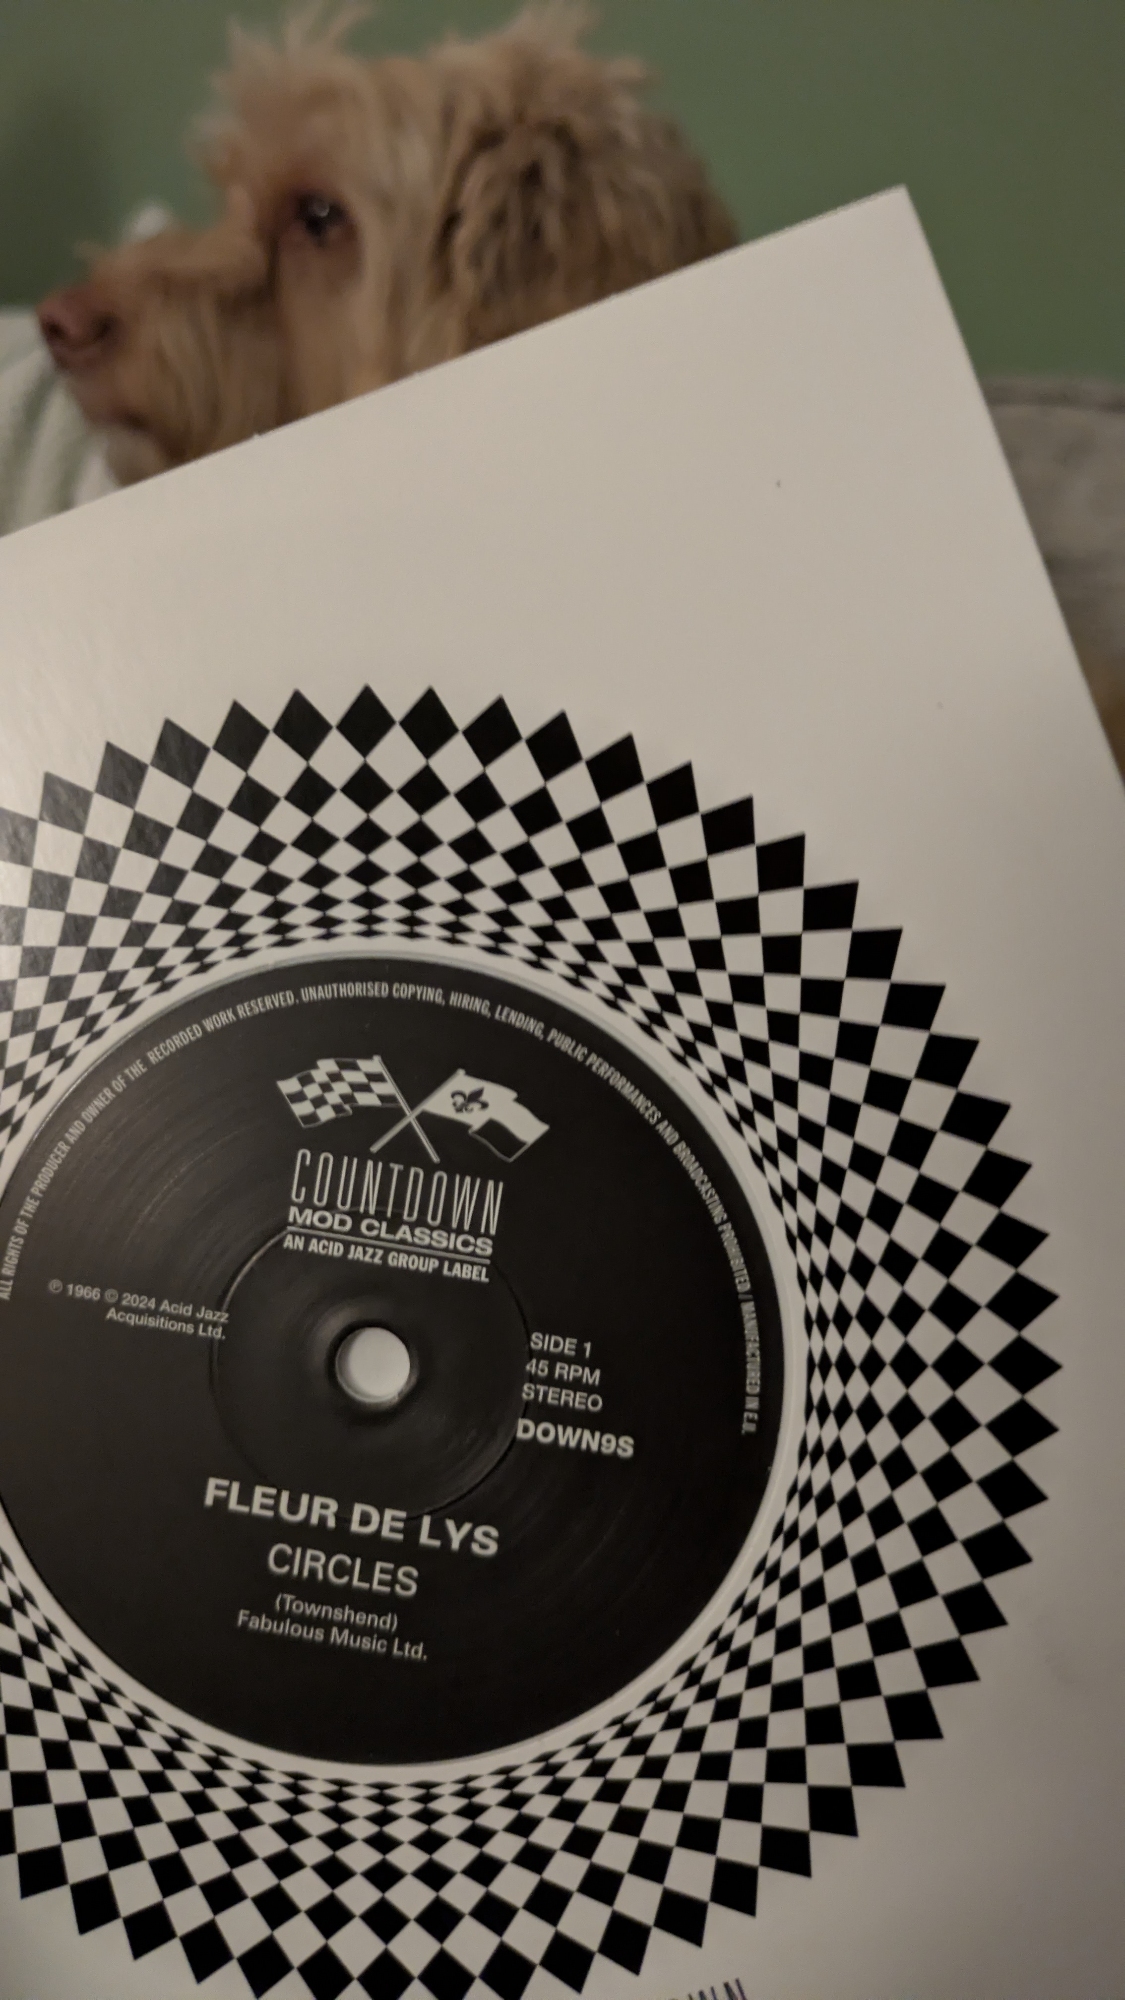 ALL RIGHTS OF THE PRODUCER AND OWNER OF THE RECORDED WORK RESERVED. UNAUTHORISED COPYING, HIRING, LENDING, PUBLIC PERFORMANCES AND BROADCASTING PROHIBITED / MANUFACTURED IN E.U.
COUNTDOWN
MOD CLASSICS
AN ACID JAZZ GROUP LABEL
℗ 1966 © 2024 Acid Jazz
Acquisitions Ltd.
SIDE 1
45 RPM
STEREO
DOWN9S
FLEUR DE LYS
CIRCLES
(Townshend)
Fabulous Music Ltd.